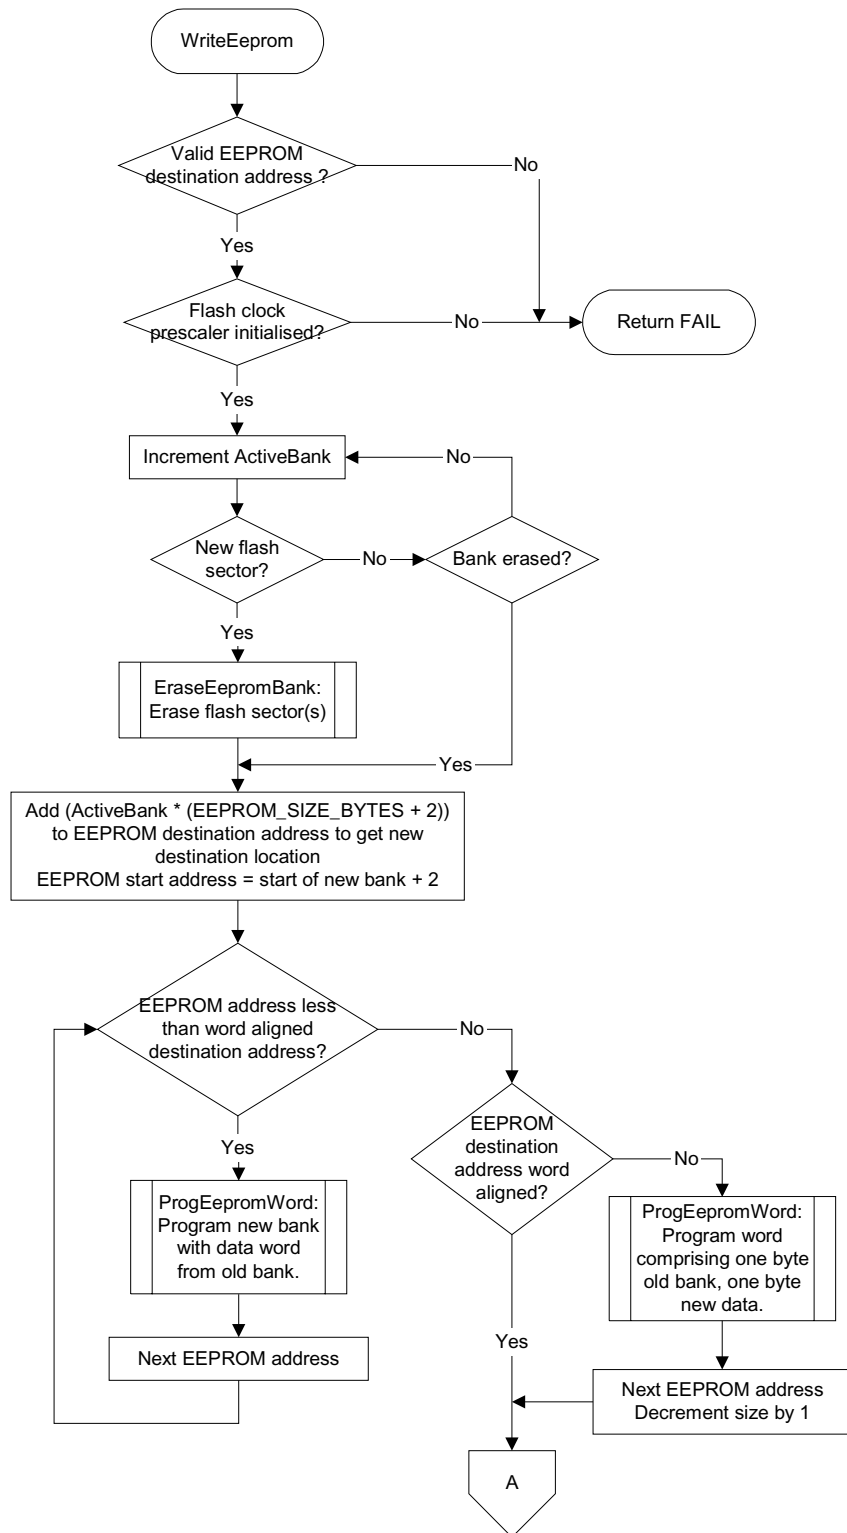 WriteEeprom
Valid EEPROM
destination address ?
No
Yes
Flash clock
prescaler initialised?
No
Return FAIL
Yes
Increment ActiveBank
No
New flash
sector?
No
Bank erased?
Yes
EraseEepromBank:
Erase flash sector(s)
Yes
Add (ActiveBank * (EEPROM_SIZE_BYTES + 2))
to EEPROM destination address to get new
destination location
EEPROM start address = start of new bank + 2
EEPROM address less
than word aligned
destination address?
No
Yes
EEPROM
destination
address word
aligned?
No
ProgEepromWord:
Program new bank
with data word
from old bank.
ProgEepromWord:
Program word
comprising one byte
old bank, one byte
new data.
Yes
Next EEPROM address
Next EEPROM address
Decrement size by 1
A